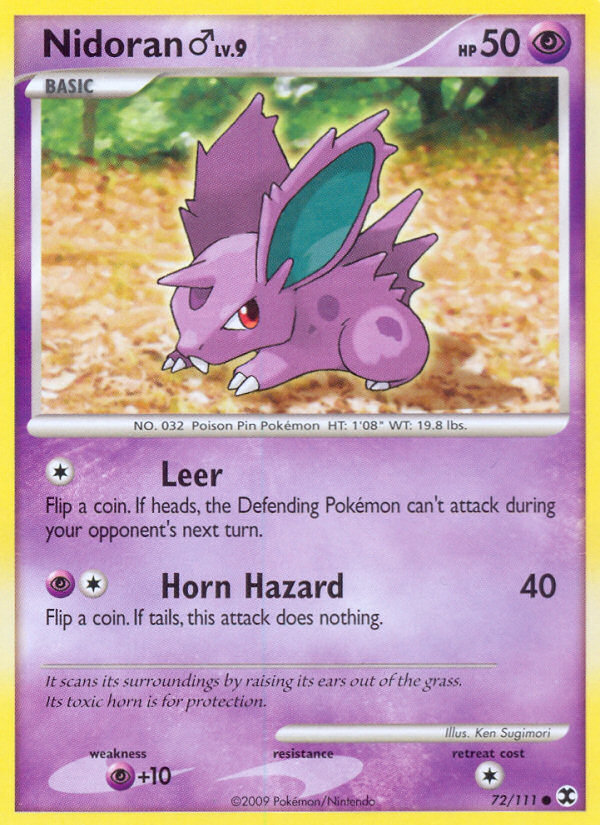 Nidoran♂ LV.9 HP 50
BASIC
NO. 032 Poison Pin Pokémon HT: 1'08" WT: 19.8 lbs.
Leer
Flip a coin. If heads, the Defending Pokémon can't attack during
your opponent's next turn.
Horn Hazard 40
Flip a coin. If tails, this attack does nothing.
It scans its surroundings by raising its ears out of the grass.
Its toxic horn is for protection.
Illus. Ken Sugimori
weakness resistance retreat cost
+10
©2009 Pokémon/Nintendo 72/111